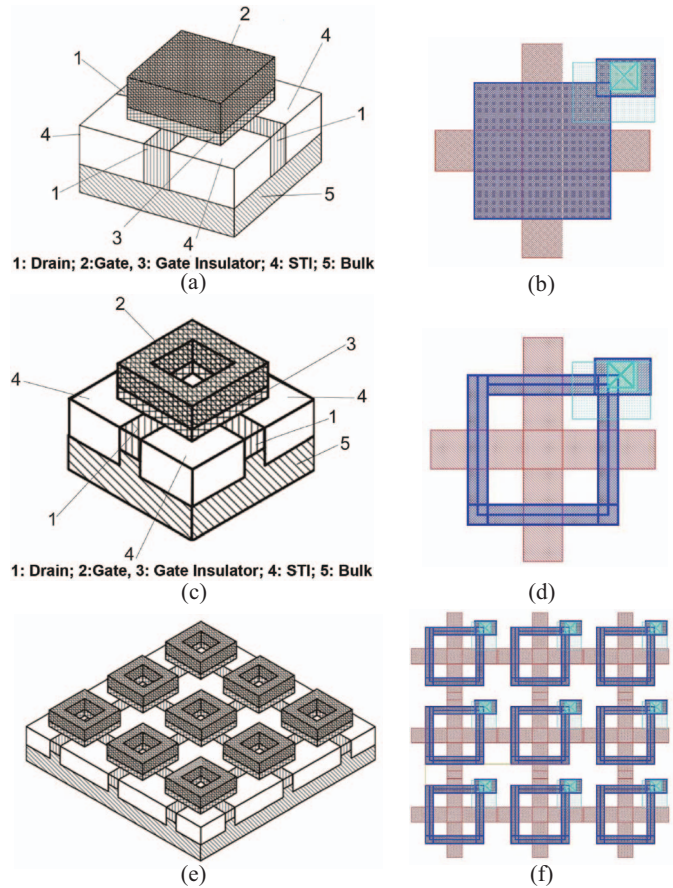 2
4
1
4
1
1
3
4
5
1: Drain; 2:Gate, 3: Gate Insulator; 4: STI; 5: Bulk
(a)
(b)
2
3
4
4
1
5
1
4
1: Drain; 2:Gate, 3: Gate Insulator; 4: STI; 5: Bulk
(c)
(d)
(e)
(f)